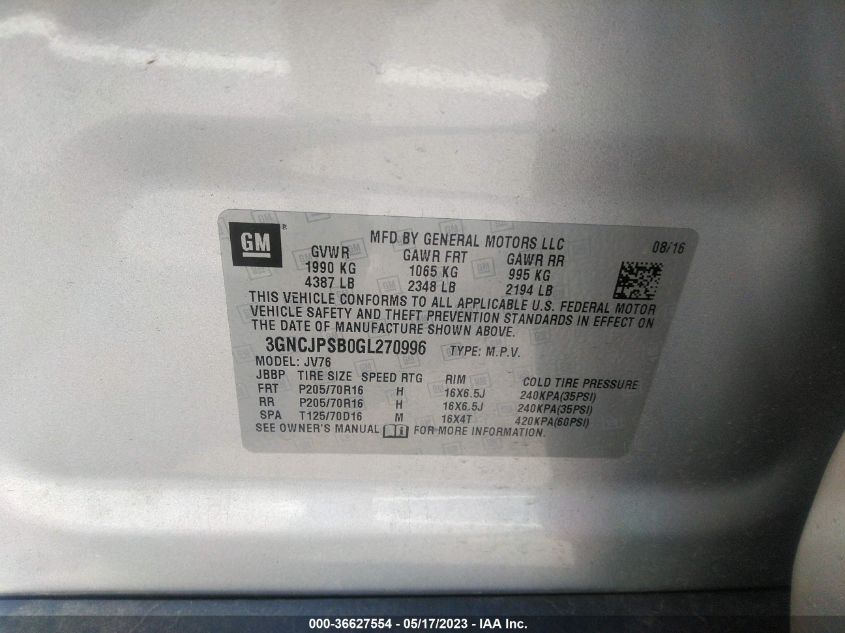 GM ®
MFD BY GENERAL MOTORS LLC 08/16
GVWR GAWR FRT GAWR RR
1990 KG 1065 KG 995 KG
4387 LB 2348 LB 2194 LB
THIS VEHICLE CONFORMS TO ALL APPLICABLE U.S. FEDERAL MOTOR
VEHICLE SAFETY AND THEFT PREVENTION STANDARDS IN EFFECT ON
THE DATE OF MANUFACTURE SHOWN ABOVE.
3GNCJPSB0GL270996 TYPE: M.P.V.
MODEL: JV76
JBBP TIRE SIZE SPEED RTG RIM COLD TIRE PRESSURE
FRT P205/70R16 H 16X6.5J 240KPA(35PSI)
RR P205/70R16 H 16X6.5J 240KPA(35PSI)
SPA T125/70D16 M 16X4T 420KPA(60PSI)
SEE OWNER'S MANUAL FOR MORE INFORMATION.
000-36627554 - 05/17/2023 - IAA Inc.